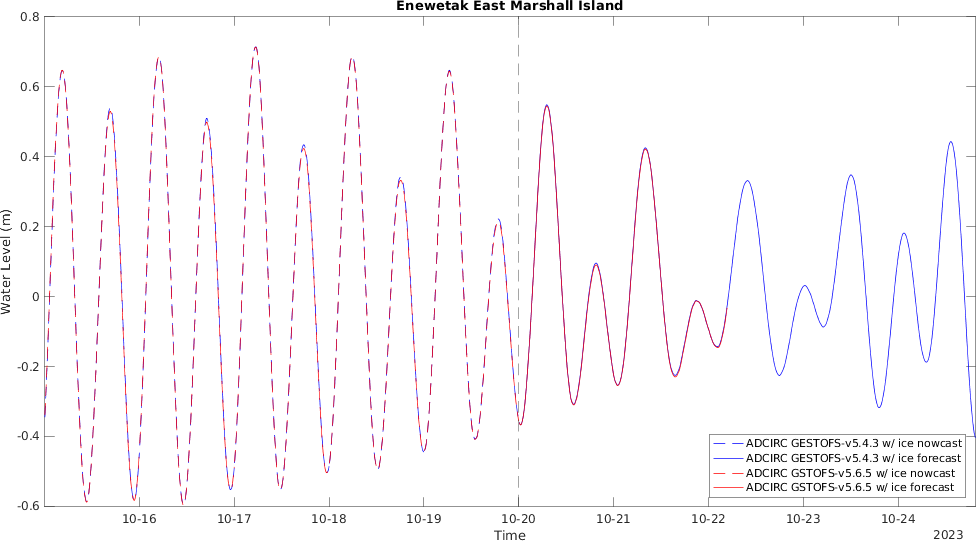 Enewetak East Marshall Island
0.8
0.6
0.4
0.2
0
-0.2
-0.4
-0.6
Water Level (m)
ADCIRC GESTOFS-v5.4.3 w/ ice nowcast
ADCIRC GESTOFS-v5.4.3 w/ ice forecast
ADCIRC GSTOFS-v5.6.5 w/ ice nowcast
ADCIRC GSTOFS-v5.6.5 w/ ice forecast
10-16 10-17 10-18 10-19 10-20 10-21 10-22 10-23 10-24
Time
2023